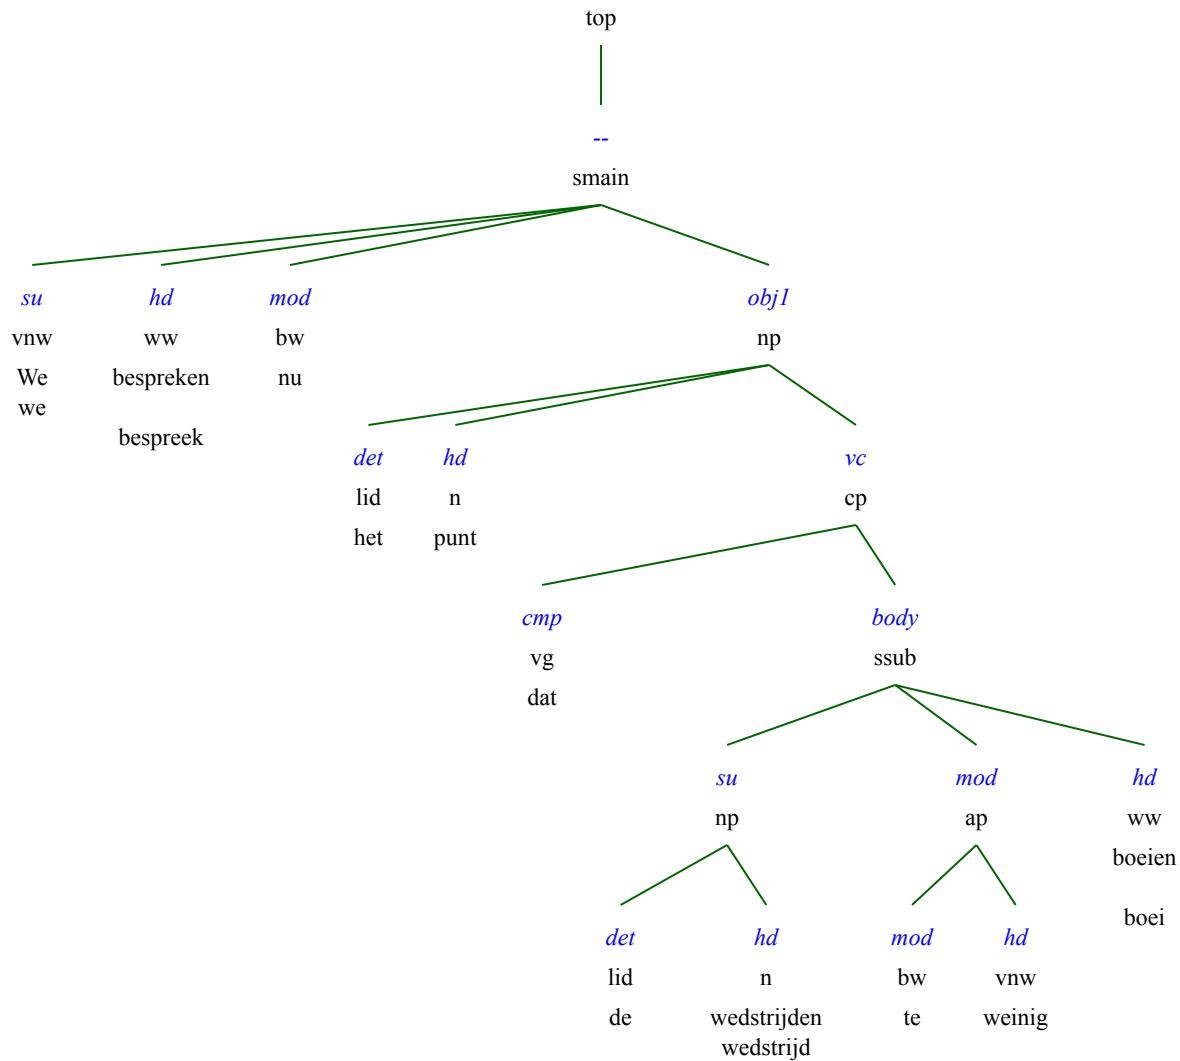 top
--
smain
su hd mod obj1
vnw ww bw np
We bespreken nu
we
bespreek
det hd vc
lid n cp
het punt
cmp body
vg ssub
dat
su mod hd
np ap ww
boeien
boei
det hd mod hd
lid n bw vnw
de wedstrijden te weinig
wedstrijd